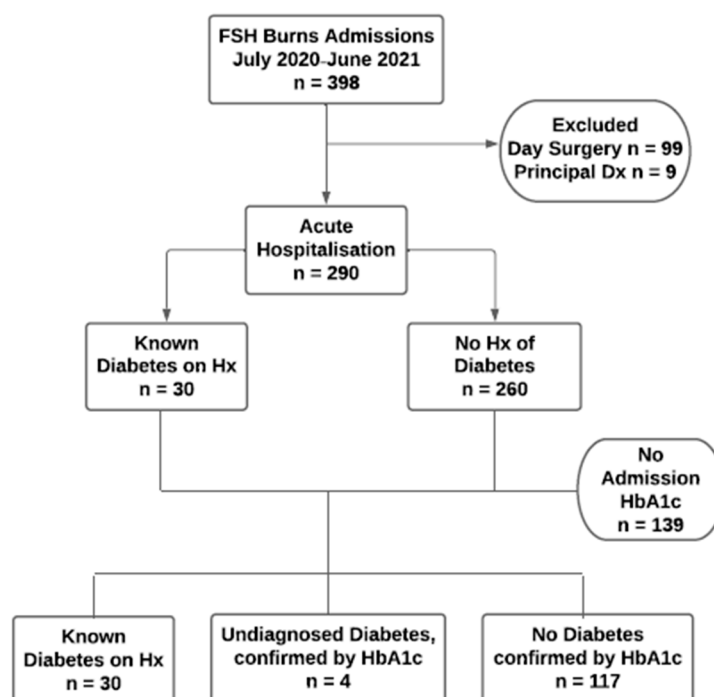 FSH Burns Admissions
July 2020-June 2021
n = 398
Excluded
Day Surgery n = 99
Principal Dx n = 9
Acute
Hospitalisation
n = 290
Known
Diabetes on Hx
n = 30
No Hx of
Diabetes
n = 260
No
Admission
HbA1c
n = 139
Known
Diabetes on Hx
n = 30
Undiagnosed Diabetes,
confirmed by HbA1c
n = 4
No Diabetes
confirmed by HbA1c
n = 117